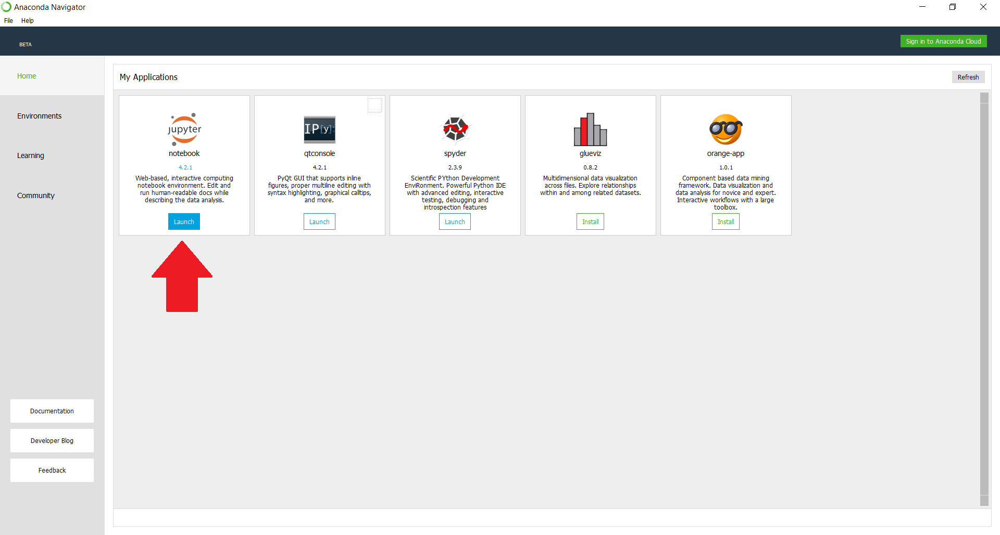 Anaconda Navigator
File Help
BETA
Sign in to Anaconda Cloud
Home
Environments
Learning
Community
Documentation
Developer Blog
Feedback
My Applications
Refresh
jupyter
notebook
4.2.1
Web-based, interactive computing
notebook environment. Edit and
run human-readable docs while
describing the data analysis.
Launch
IP[y]:
qtconsole
4.2.1
PyQt GUI that supports inline
figures, proper multiline editing with
syntax highlighting, graphical calltips,
and more.
Launch
spyder
2.3.9
Scientific PYthon Development
EnviRonment. Powerful Python IDE
with advanced editing, interactive
testing, debugging and
introspection features
Launch
glueviz
0.8.2
Multidimensional data visualization
across files. Explore relationships
within and among related datasets.
Install
orange-app
1.0.1
Component based data mining
framework. Data visualization and
data analysis for novice and expert.
Interactive workflows with a large
toolbox.
Install